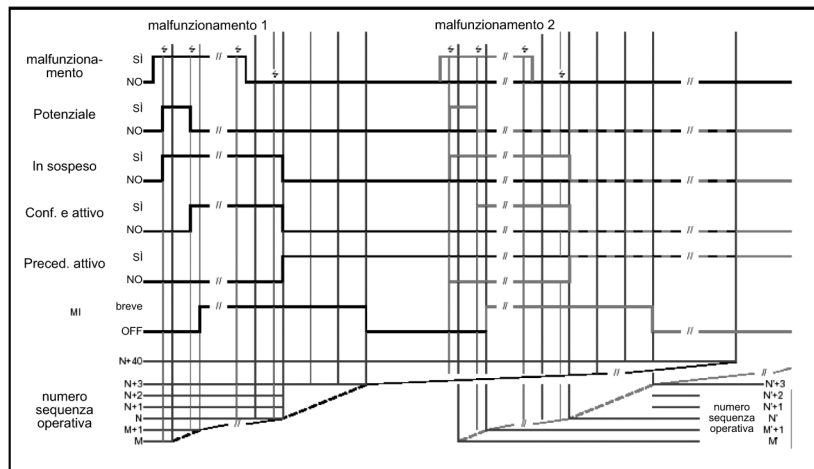 malfunzionamento 1
malfunzionamento 2
malfunziona-
mento
SÌ
NO
Potenziale
SÌ
NO
In sospeso
SÌ
NO
Conf. e attivo
SÌ
NO
Preced. attivo
SÌ
NO
MI
breve
OFF
numero
sequenza
operativa
N+40
N+3
N+2
N+1
N
M+1
M
numero
sequenza
operativa
N'+3
N'+2
N'+1
N'
M'+1
M'